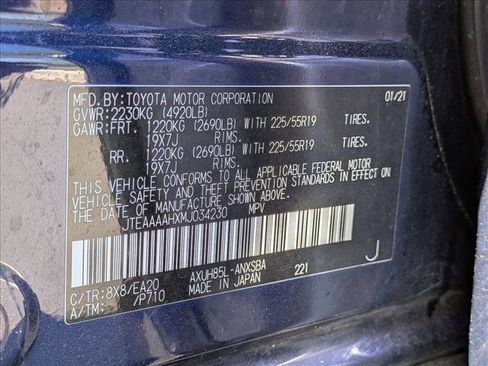 MFD. BY: TOYOTA MOTOR CORPORATION 01/21
GVWR: 2230KG (4920LB)
GAWR: FRT. 1220KG (2690LB) WITH 225/55R19 TIRES.
19X7J RIMS.
RR. 1220KG (2690LB) WITH 225/55R19 TIRES.
19X7J RIMS.
THIS VEHICLE CONFORMS TO ALL APPLICABLE FEDERAL MOTOR
VEHICLE SAFETY AND THEFT PREVENTION STANDARDS IN EFFECT
ON THE DATE OF MANUFACTURE SHOWN ABOVE.
JTEAAAAHXMJ034230 MPV
J
C/TR: 8X8/EA20 AXUH85L-ANXSBA 221
A/TM: /P710 MADE IN JAPAN